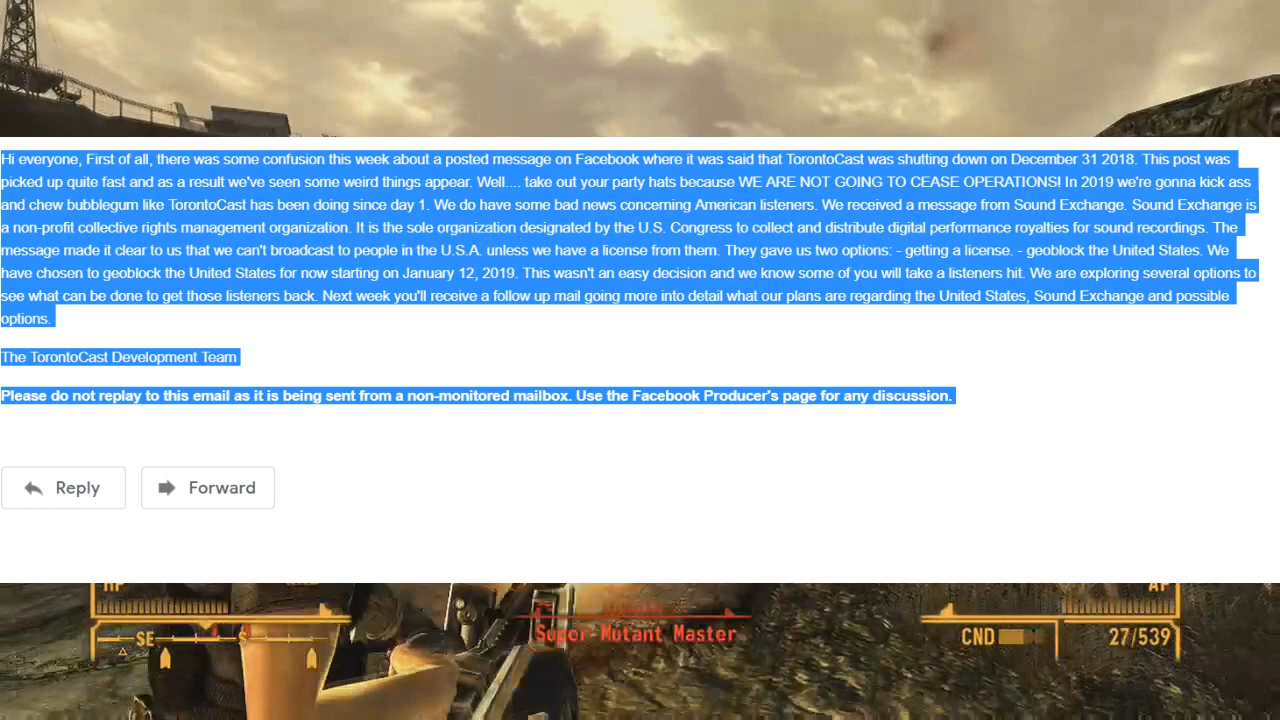 Hi everyone, First of all, there was some confusion this week about a posted message on Facebook where it was said that TorontoCast was shutting down on December 31 2018. This post was
picked up quite fast and as a result we've seen some weird things appear. Well.... take out your party hats because WE ARE NOT GOING TO CEASE OPERATIONS! In 2019 we're gonna kick ass
and chew bubblegum like TorontoCast has been doing since day 1. We do have some bad news concerning American listeners. We received a message from Sound Exchange. Sound Exchange is
a non-profit collective rights management organization. It is the sole organization designated by the U.S. Congress to collect and distribute digital performance royalties for sound recordings. The
message made it clear to us that we can't broadcast to people in the U.S.A. unless we have a license from them. They gave us two options: - getting a license. - geoblock the United States. We
have chosen to geoblock the United States for now starting on January 12, 2019. This wasn't an easy decision and we know some of you will take a listeners hit. We are exploring several options to
see what can be done to get those listeners back. Next week you'll receive a follow up mail going more into detail what our plans are regarding the United States, Sound Exchange and possible
options.
The TorontoCast Development Team
Please do not replay to this email as it is being sent from a non-monitored mailbox. Use the Facebook Producer's page for any discussion.
Reply Forward
HP AP
SE S Super Mutant Master CND 27/539